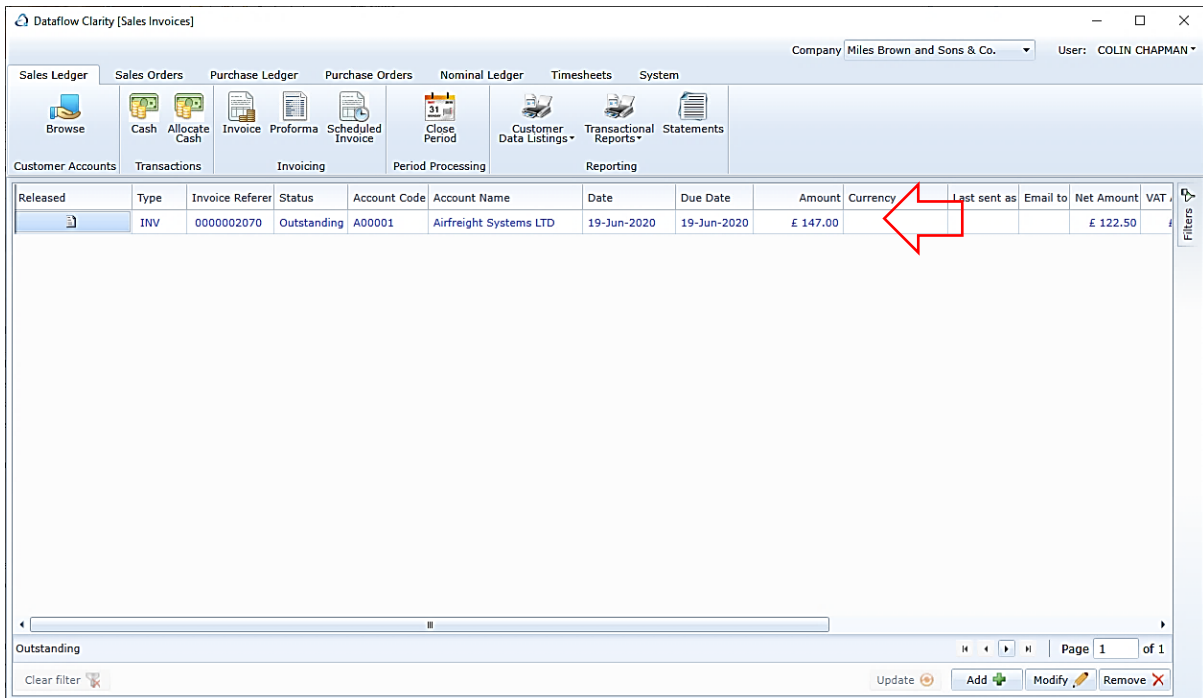 Dataflow Clarity [Sales Invoices]
Company Miles Brown and Sons & Co. User: COLIN CHAPMAN
Sales Ledger Sales Orders Purchase Ledger Purchase Orders Nominal Ledger Timesheets System
Browse Cash Allocate Cash Invoice Proforma Scheduled Invoice 31 Close Period Customer Data Listings Transactional Reports Statements
Customer Accounts Transactions Invoicing Period Processing Reporting
Released Type Invoice Referer Status Account Code Account Name Date Due Date Amount Currency Last sent as Email to Net Amount VAT
INV 0000002070 Outstanding A00001 Airfreight Systems LTD 19-Jun-2020 19-Jun-2020 £ 147.00 £ 122.50 £
Filters
Outstanding Page 1 of 1
Clear filter Update Add Modify Remove